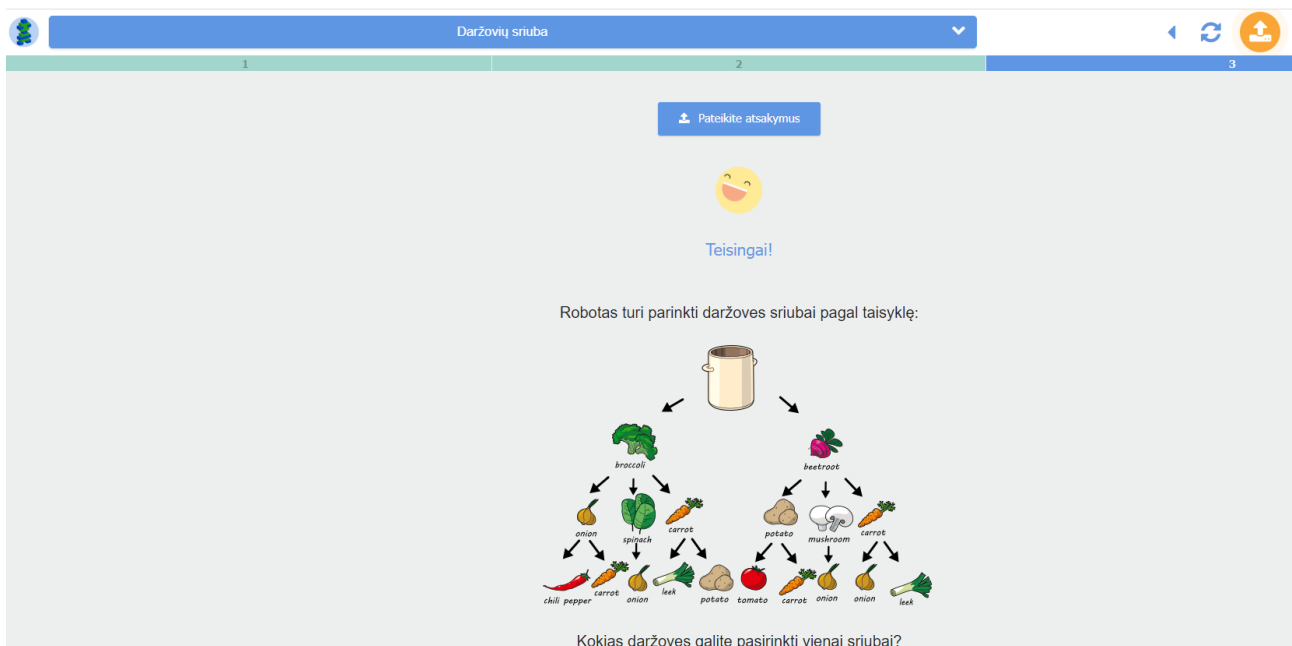 Daržovių sriuba
1 2 3
Pateikite atsakymus
Teisingai!
Robotas turi parinkti daržoves sriubai pagal taisyklę:
broccoli beetroot
onion spinach carrot potato mushroom carrot
chili pepper carrot onion leek potato tomato carrot onion onion leek
Kokias daržoves galite pasirinkti vienai sriubai?